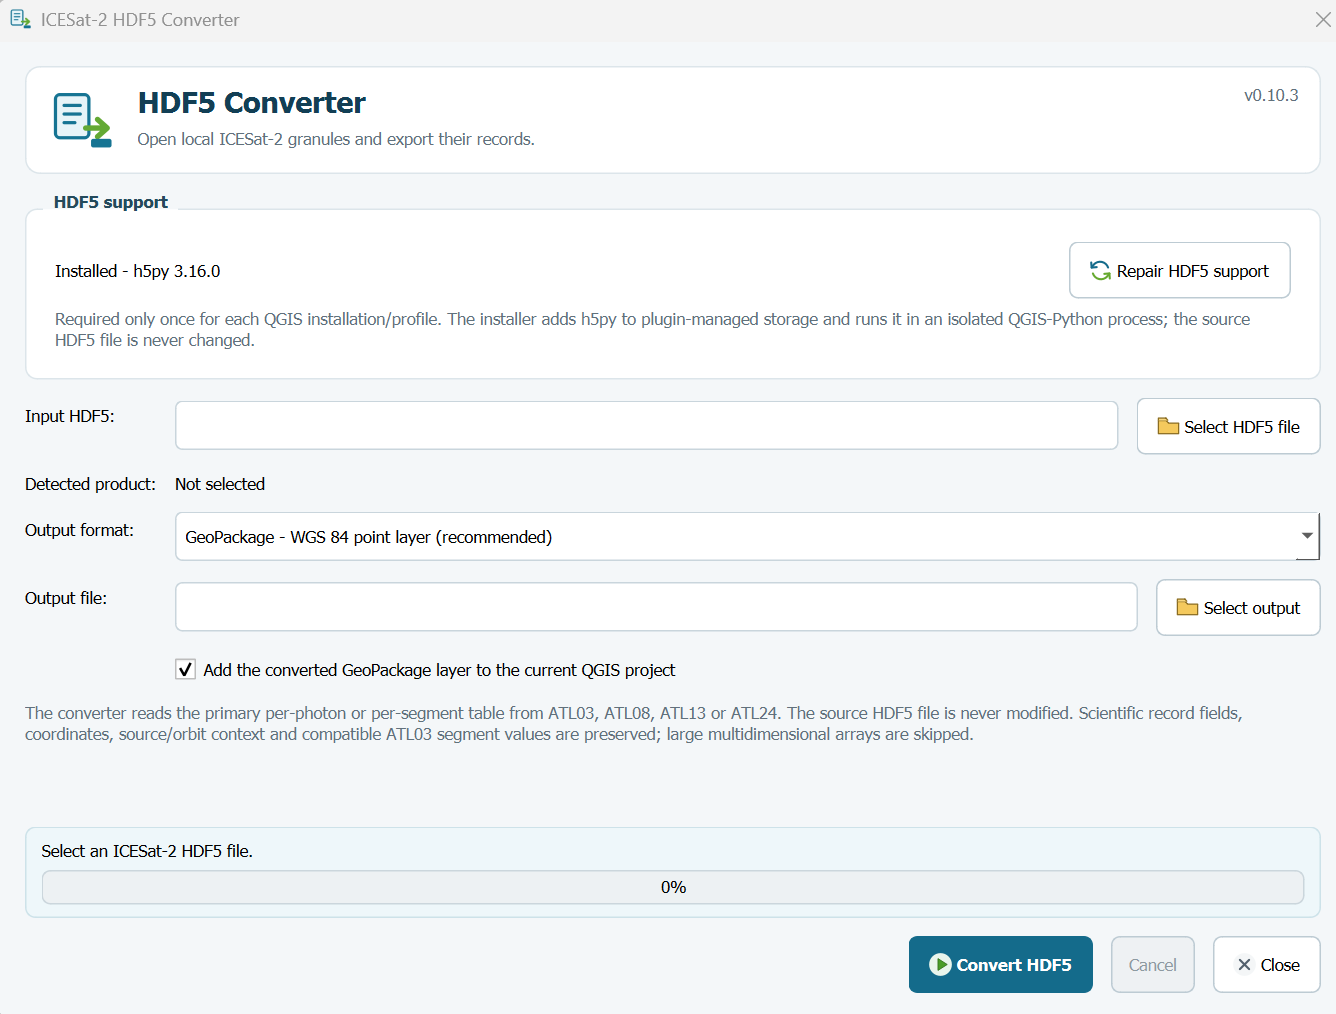 ICESat-2 HDF5 Converter
HDF5 Converter
v0.10.3
Open local ICESat-2 granules and export their records.
HDF5 support
Installed - h5py 3.16.0
Repair HDF5 support
Required only once for each QGIS installation/profile. The installer adds h5py to plugin-managed storage and runs it in an isolated QGIS-Python process; the source
HDF5 file is never changed.
Input HDF5:
Select HDF5 file
Detected product: Not selected
Output format:
GeoPackage - WGS 84 point layer (recommended)
Output file:
Select output
Add the converted GeoPackage layer to the current QGIS project
The converter reads the primary per-photon or per-segment table from ATL03, ATL08, ATL13 or ATL24. The source HDF5 file is never modified. Scientific record fields,
coordinates, source/orbit context and compatible ATL03 segment values are preserved; large multidimensional arrays are skipped.
Select an ICESat-2 HDF5 file.
0%
Convert HDF5
Cancel
Close